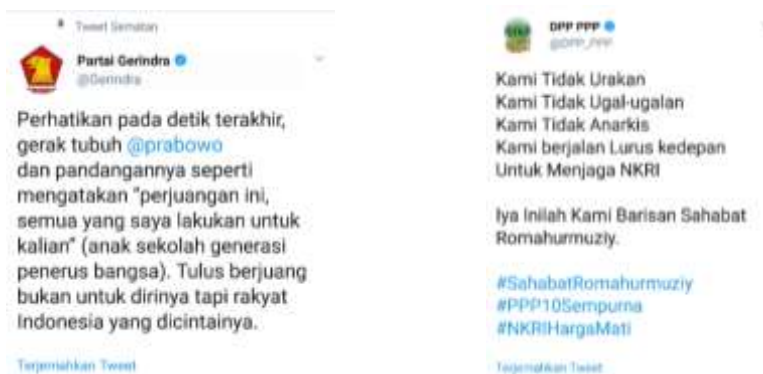 Tweet Sematan
Partai Gerindra
@Gerindra
Perhatikan pada detik terakhir,
gerak tubuh @prabowo
dan pandangannya seperti
mengatakan "perjuangan ini,
semua yang saya lakukan untuk
kalian" (anak sekolah generasi
penerus bangsa). Tulus berjuang
bukan untuk dirinya tapi rakyat
Indonesia yang dicintainya.
Terjemahkan Tweet
DPP PPP
@DPP_PPP
Kami Tidak Urakan
Kami Tidak Ugal-ugalan
Kami Tidak Anarkis
Kami berjalan Lurus kedepan
Untuk Menjaga NKRI
Iya Inilah Kami Barisan Sahabat
Romahurmuziy.
#SahabatRomahurmuziy
#PPP10Sempurna
#NKRIHargaMati
Terjemahkan Tweet